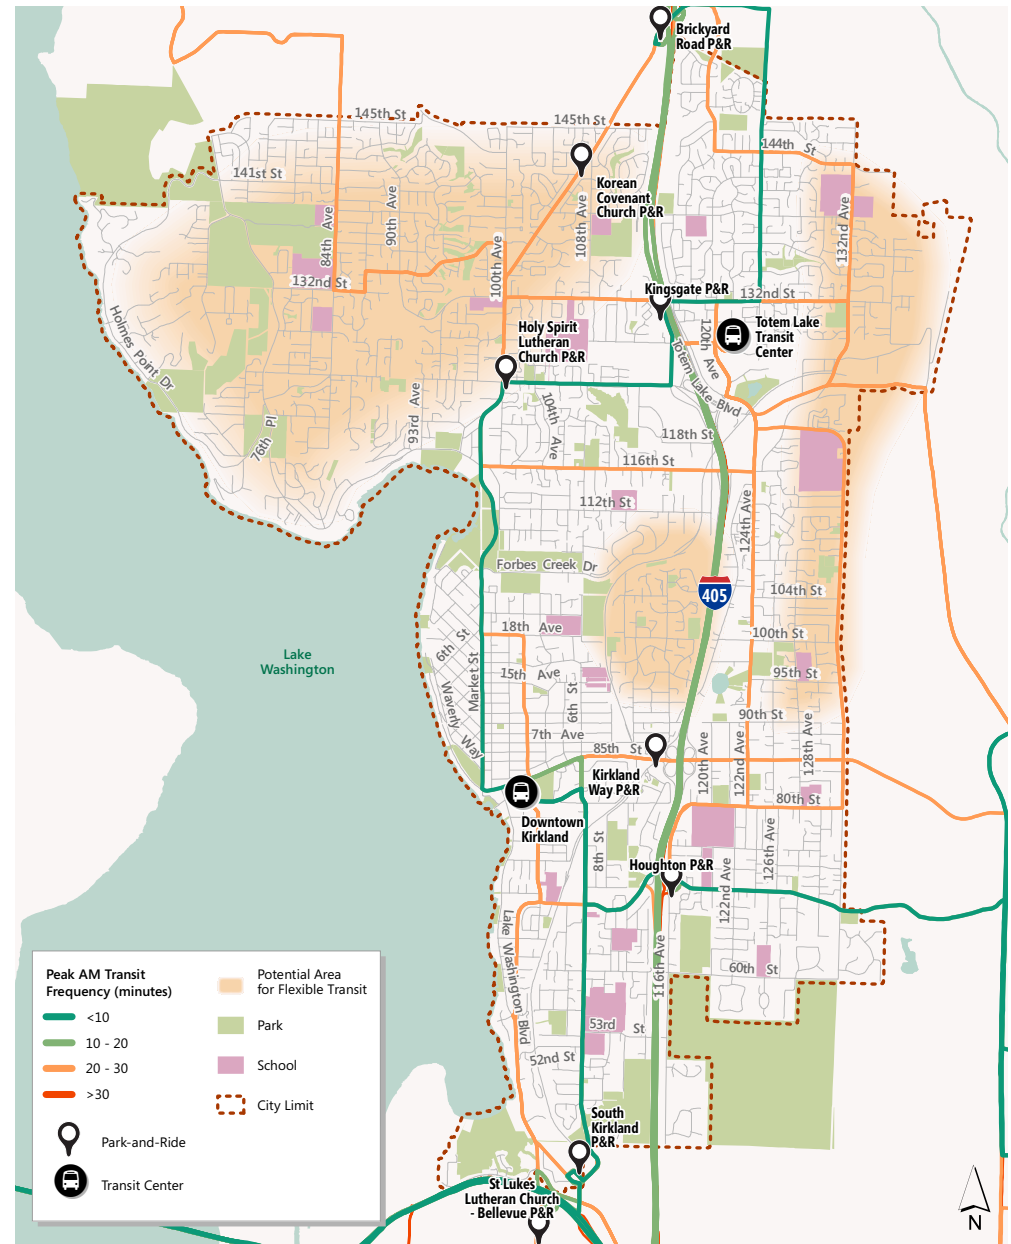 Brickyard
Road P&R
145th St
145th St
144th St
141st St
Korean
Covenant
Church P&R
84th Ave
90th Ave
100th Ave
108th Ave
132nd Ave
132nd St
Kingsgate P&R
132nd St
Holmes Point Dr
Holy Spirit
Lutheran
Church P&R
120th Ave
Totem Lake
Transit
Center
Totem Lake Blvd
76th Pl
93rd Ave
104th Ave
118th St
116th St
112th St
124th Ave
Forbes Creek Dr
405
104th St
18th Ave
100th St
6th St
Lake
Washington
Market St
15th Ave
95th St
Waverly Way
6th St
90th St
7th Ave
85th St
120th Ave
122nd Ave
128th Ave
Kirkland
Way P&R
80th St
Downtown
Kirkland
8th St
126th Ave
Houghton P&R
122nd Ave
Lake Washington Blvd
116th Ave
60th St
53rd St
52nd St
South
Kirkland
P&R
St Lukes
Lutheran Church
- Bellevue P&R
N
Peak AM Transit
Frequency (minutes)
<10
10 - 20
20 - 30
>30
Park-and-Ride
Transit Center
Potential Area
for Flexible Transit
Park
School
City Limit